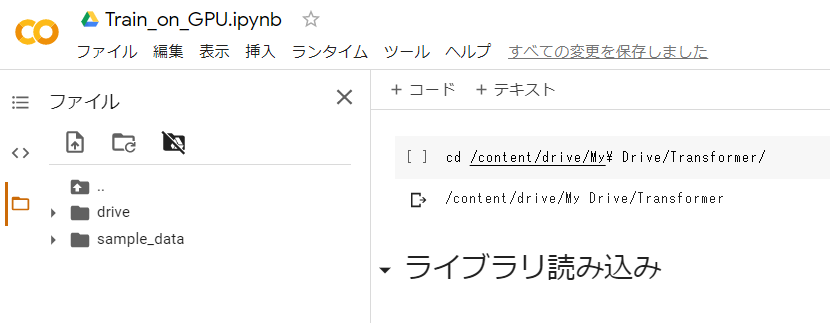 Train_on_GPU.ipynb
ファイル 編集 表示 挿入 ランタイム ツール ヘルプ すべての変更を保存しました
ファイル
..
drive
sample_data
+ コード + テキスト
[ ] cd /content/drive/My¥ Drive/Transformer/
/content/drive/My Drive/Transformer
ライブラリ読み込み